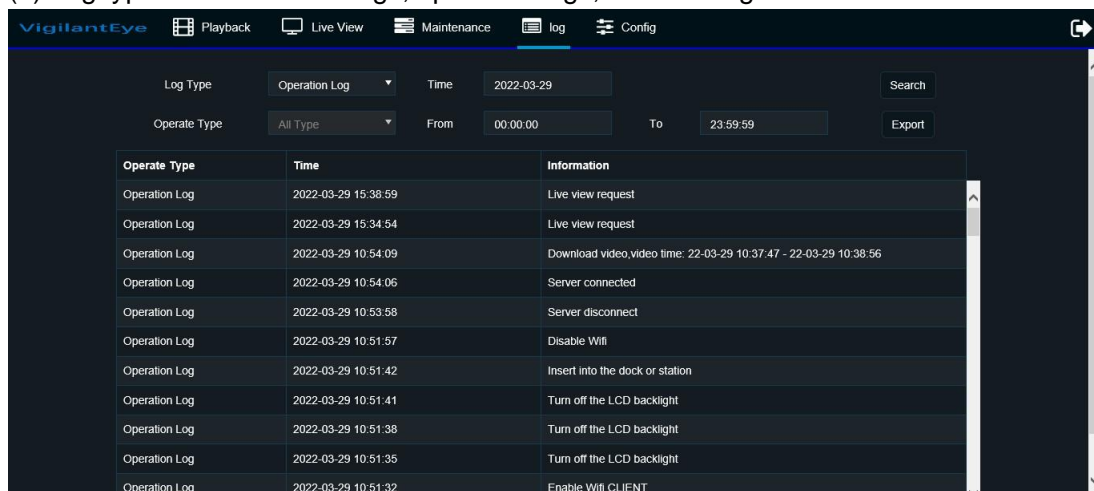 VigilantEye Playback Live View Maintenance log Config
Log Type Operation Log Time 2022-03-29 Search
Operate Type All Type From 00:00:00 To 23:59:59 Export
Operate Type Time Information
Operation Log 2022-03-29 15:38:59 Live view request
Operation Log 2022-03-29 15:34:54 Live view request
Operation Log 2022-03-29 10:54:09 Download video,video time: 22-03-29 10:37:47 - 22-03-29 10:38:56
Operation Log 2022-03-29 10:54:06 Server connected
Operation Log 2022-03-29 10:53:58 Server disconnect
Operation Log 2022-03-29 10:51:57 Disable Wifi
Operation Log 2022-03-29 10:51:42 Insert into the dock or station
Operation Log 2022-03-29 10:51:41 Turn off the LCD backlight
Operation Log 2022-03-29 10:51:38 Turn off the LCD backlight
Operation Log 2022-03-29 10:51:35 Turn off the LCD backlight
Operation Log 2022-03-29 10:51:32 Enable Wifi CLIENT